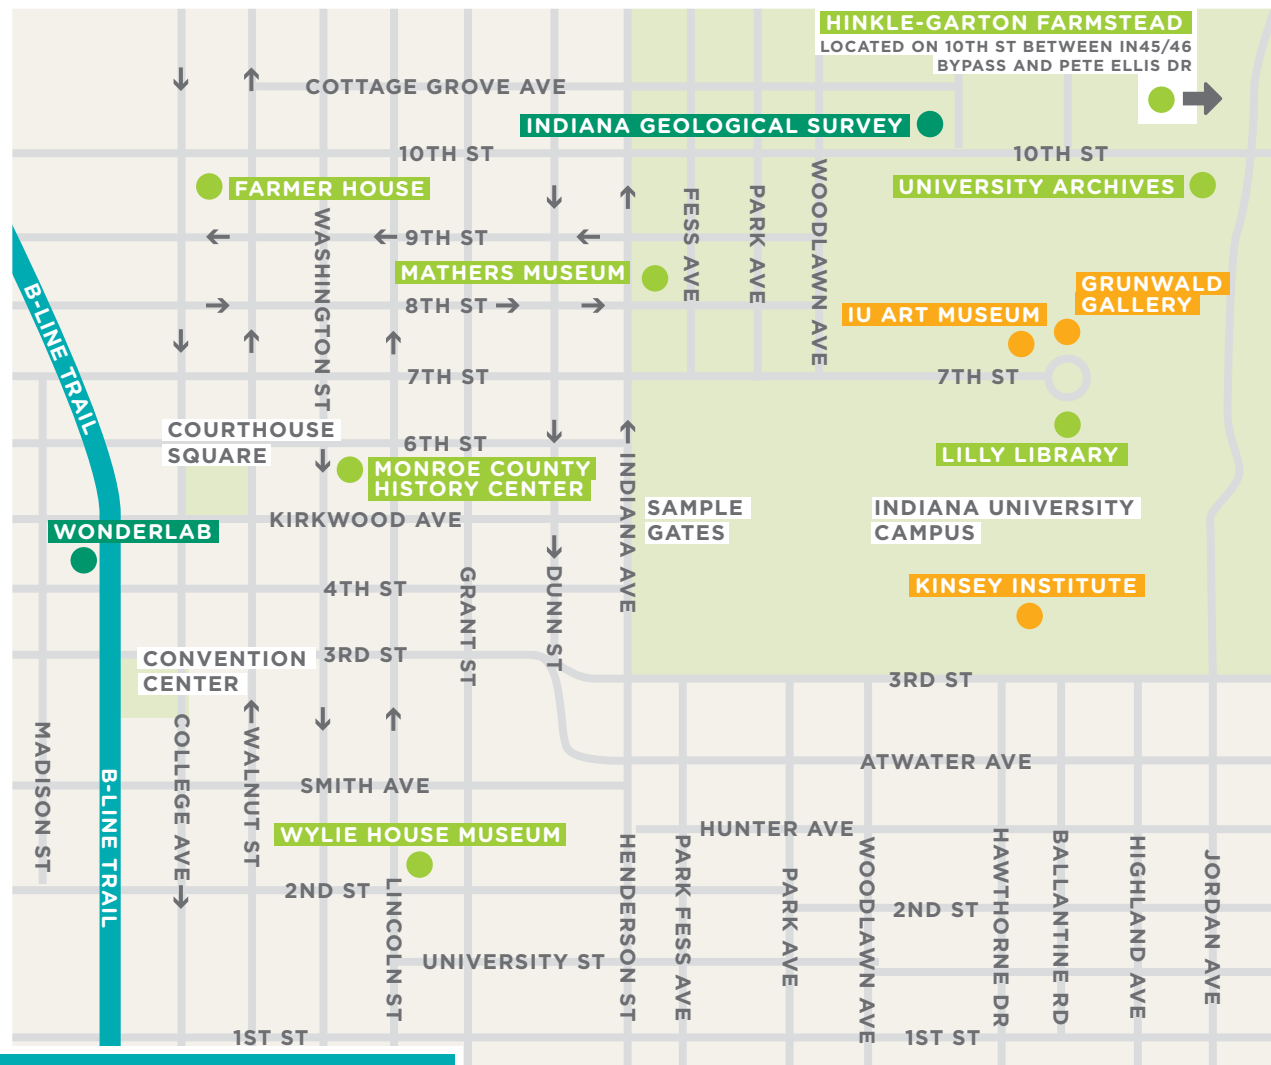 HINKLE-GARTON FARMSTEAD
LOCATED ON 10TH ST BETWEEN IN45/46
BYPASS AND PETE ELLIS DR
COTTAGE GROVE AVE
INDIANA GEOLOGICAL SURVEY
10TH ST
10TH ST
FARMER HOUSE
UNIVERSITY ARCHIVES
WASHINGTON ST
FESS AVE
PARK AVE
WOODLAWN AVE
9TH ST
MATHERS MUSEUM
8TH ST
GRUNWALD
GALLERY
IU ART MUSEUM
B-LINE TRAIL
7TH ST
7TH ST
COURTHOUSE
SQUARE
6TH ST
MONROE COUNTY
HISTORY CENTER
LILLY LIBRARY
INDIANA AVE
SAMPLE
GATES
INDIANA UNIVERSITY
CAMPUS
KIRKWOOD AVE
WONDERLAB
4TH ST
GRANT ST
DUNN ST
KINSEY INSTITUTE
CONVENTION
CENTER
3RD ST
3RD ST
MADISON ST
B-LINE TRAIL
COLLEGE AVE
WALNUT ST
ATWATER AVE
SMITH AVE
WYLIE HOUSE MUSEUM
HUNTER AVE
2ND ST
LINCOLN ST
HENDERSON ST
PARK FESS AVE
PARK AVE
WOODLAWN AVE
2ND ST
HAWTHORNE DR
BALLANTINE RD
HIGHLAND AVE
JORDAN AVE
UNIVERSITY ST
1ST ST
1ST ST